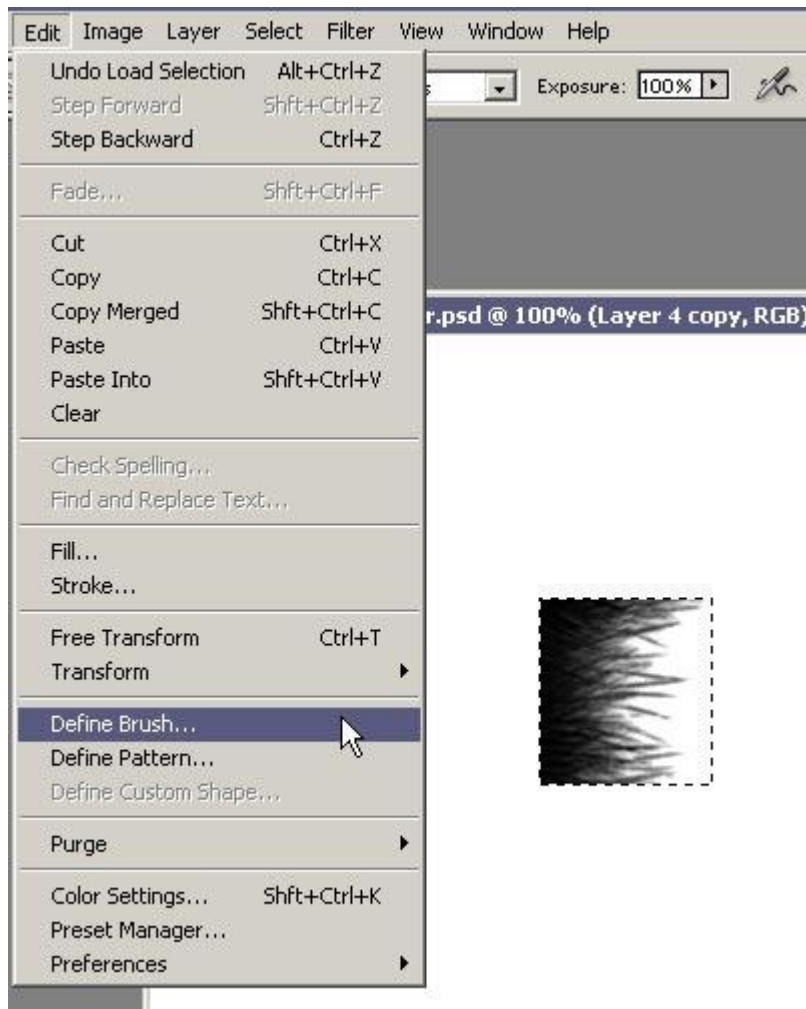 Edit Image Layer Select Filter View Window Help
Exposure: 100%
Undo Load Selection Alt+Ctrl+Z
Step Forward Shft+Ctrl+Z
Step Backward Ctrl+Z
Fade... Shft+Ctrl+F
Cut Ctrl+X
Copy Ctrl+C
Copy Merged Shft+Ctrl+C
r.psd @ 100% (Layer 4 copy, RGB)
Paste Ctrl+V
Paste Into Shft+Ctrl+V
Clear
Check Spelling...
Find and Replace Text...
Fill...
Stroke...
Free Transform Ctrl+T
Transform
Define Brush...
Define Pattern...
Define Custom Shape...
Purge
Color Settings... Shft+Ctrl+K
Preset Manager...
Preferences